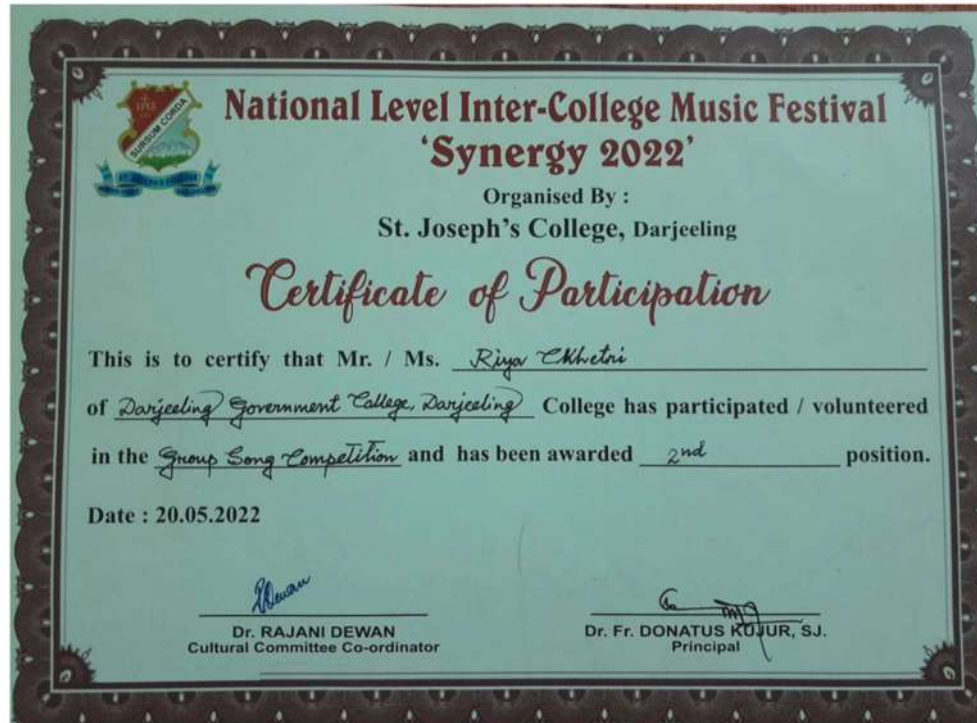 SURSUM CORDA
National Level Inter-College Music Festival
‘Synergy 2022’
Organised By :
St. Joseph’s College, Darjeeling
Certificate of Participation
This is to certify that Mr. / Ms. Riya Chhetri
of Darjeeling Government College, Darjeeling College has participated / volunteered
in the Group Song Competition and has been awarded 2nd position.
Date : 20.05.2022
Dr. RAJANI DEWAN
Cultural Committee Co-ordinator
Dr. Fr. DONATUS KUJUR, SJ.
Principal